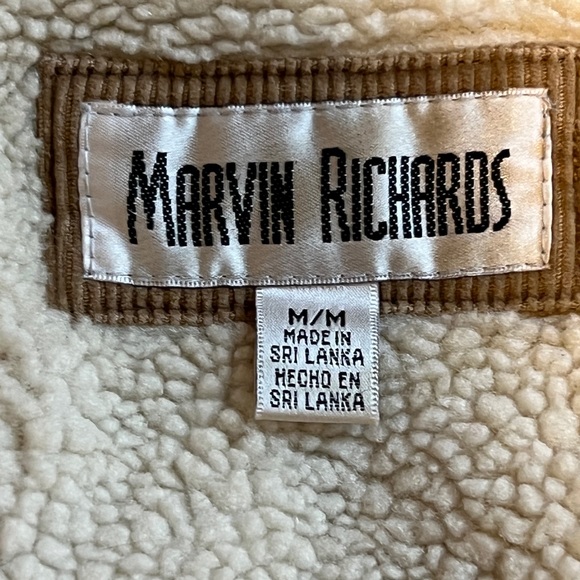 MARVIN RICHARDS
M/M
MADE IN
SRI LANKA
HECHO EN
SRI LANKA